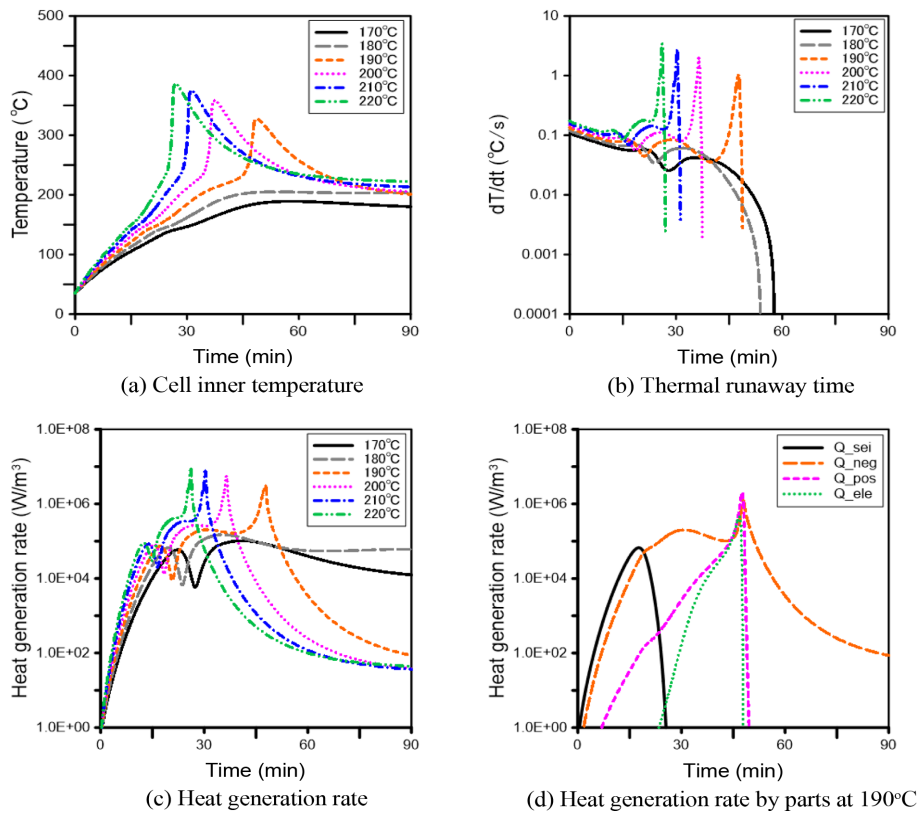 500
400
300
200
100
0
0
30
60
90
Temperature (°C)
Time (min)
170°C
180°C
190°C
200°C
210°C
220°C
(a) Cell inner temperature
10
1
0.1
0.01
0.001
0.0001
0
30
60
90
dT/dt (°C/s)
Time (min)
170°C
180°C
190°C
200°C
210°C
220°C
(b) Thermal runaway time
1.0E+08
1.0E+06
1.0E+04
1.0E+02
1.0E+00
0
30
60
90
Heat generation rate (W/m³)
Time (min)
170°C
180°C
190°C
200°C
210°C
220°C
(c) Heat generation rate
1.0E+08
1.0E+06
1.0E+04
1.0E+02
1.0E+00
0
30
60
90
Heat generation rate (W/m³)
Time (min)
Q_sei
Q_neg
Q_pos
Q_ele
(d) Heat generation rate by parts at 190°C